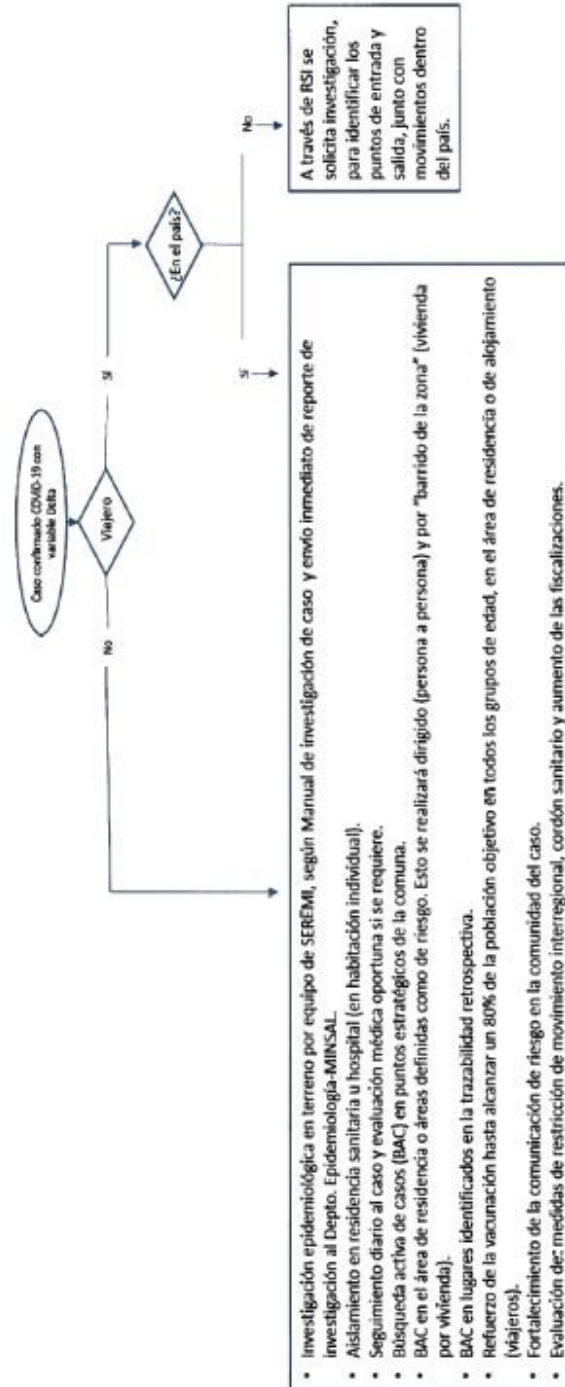 Caso confirmado COVID-19 con
variable Delta
Viajero
No
Sí
¿En el país?
Sí
No
A través de RSI se
solicita investigación,
para identificar los
puntos de entrada y
salida, junto con
movimientos dentro
del país.
• Investigación epidemiológica en terreno por equipo de SEREMI, según Manual de investigación de caso y envío inmediato de reporte de
investigación al Depto. Epidemiología-MINSAL.
• Aislamiento en residencia sanitaria u hospital (en habitación individual).
• Seguimiento diario al caso y evaluación médica oportuna si se requiere.
• Búsqueda activa de casos (BAC) en puntos estratégicos de la comuna.
• BAC en el área de residencia o áreas definidas como de riesgo. Esto se realizará dirigido (persona a persona) y por "barrido de la zona" (vivienda
por vivienda).
• BAC en lugares identificados en la trazabilidad retrospectiva.
• Refuerzo de la vacunación hasta alcanzar un 80% de la población objetivo en todos los grupos de edad, en el área de residencia o de alojamiento
(viajeros).
• Fortalecimiento de la comunicación de riesgo en la comunidad del caso.
• Evaluación de: medidas de restricción de movimiento interregional, cordón sanitario y aumento de las fiscalizaciones.